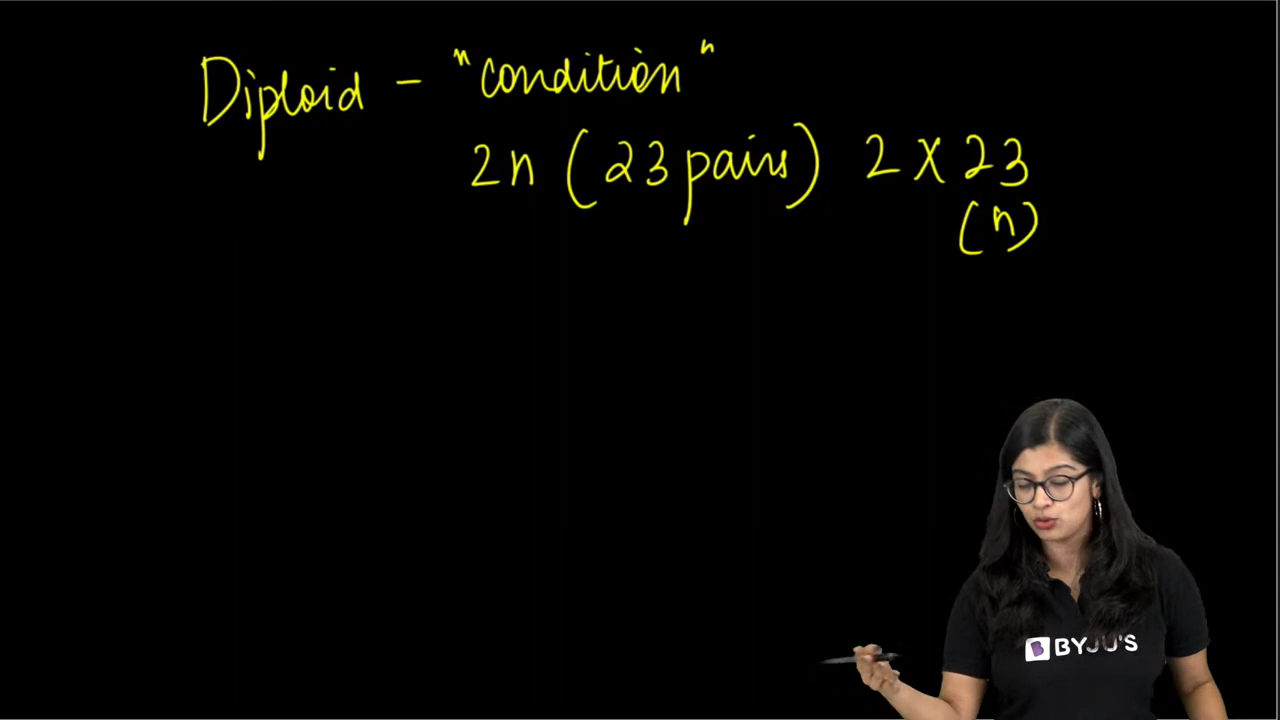 Diploid - "condition"
2n (23 pairs) 2 X 23
(n)
BYJU'S